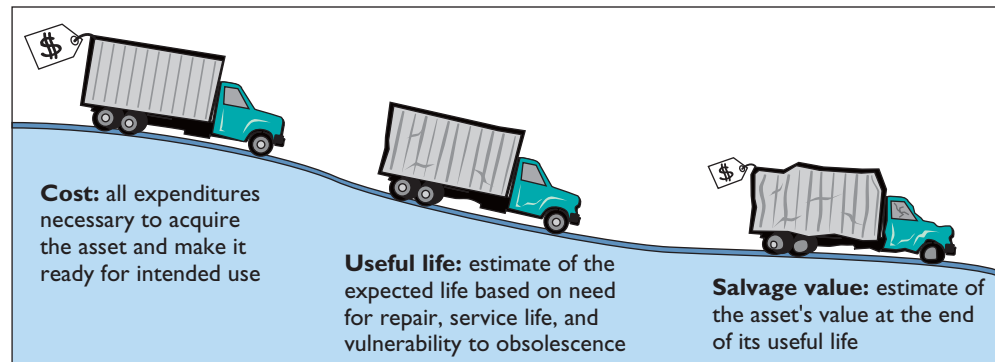 $
Cost: all expenditures
necessary to acquire
the asset and make it
ready for intended use
Useful life: estimate of the
expected life based on need
for repair, service life, and
vulnerability to obsolescence
$
Salvage value: estimate of
the asset's value at the end
of its useful life